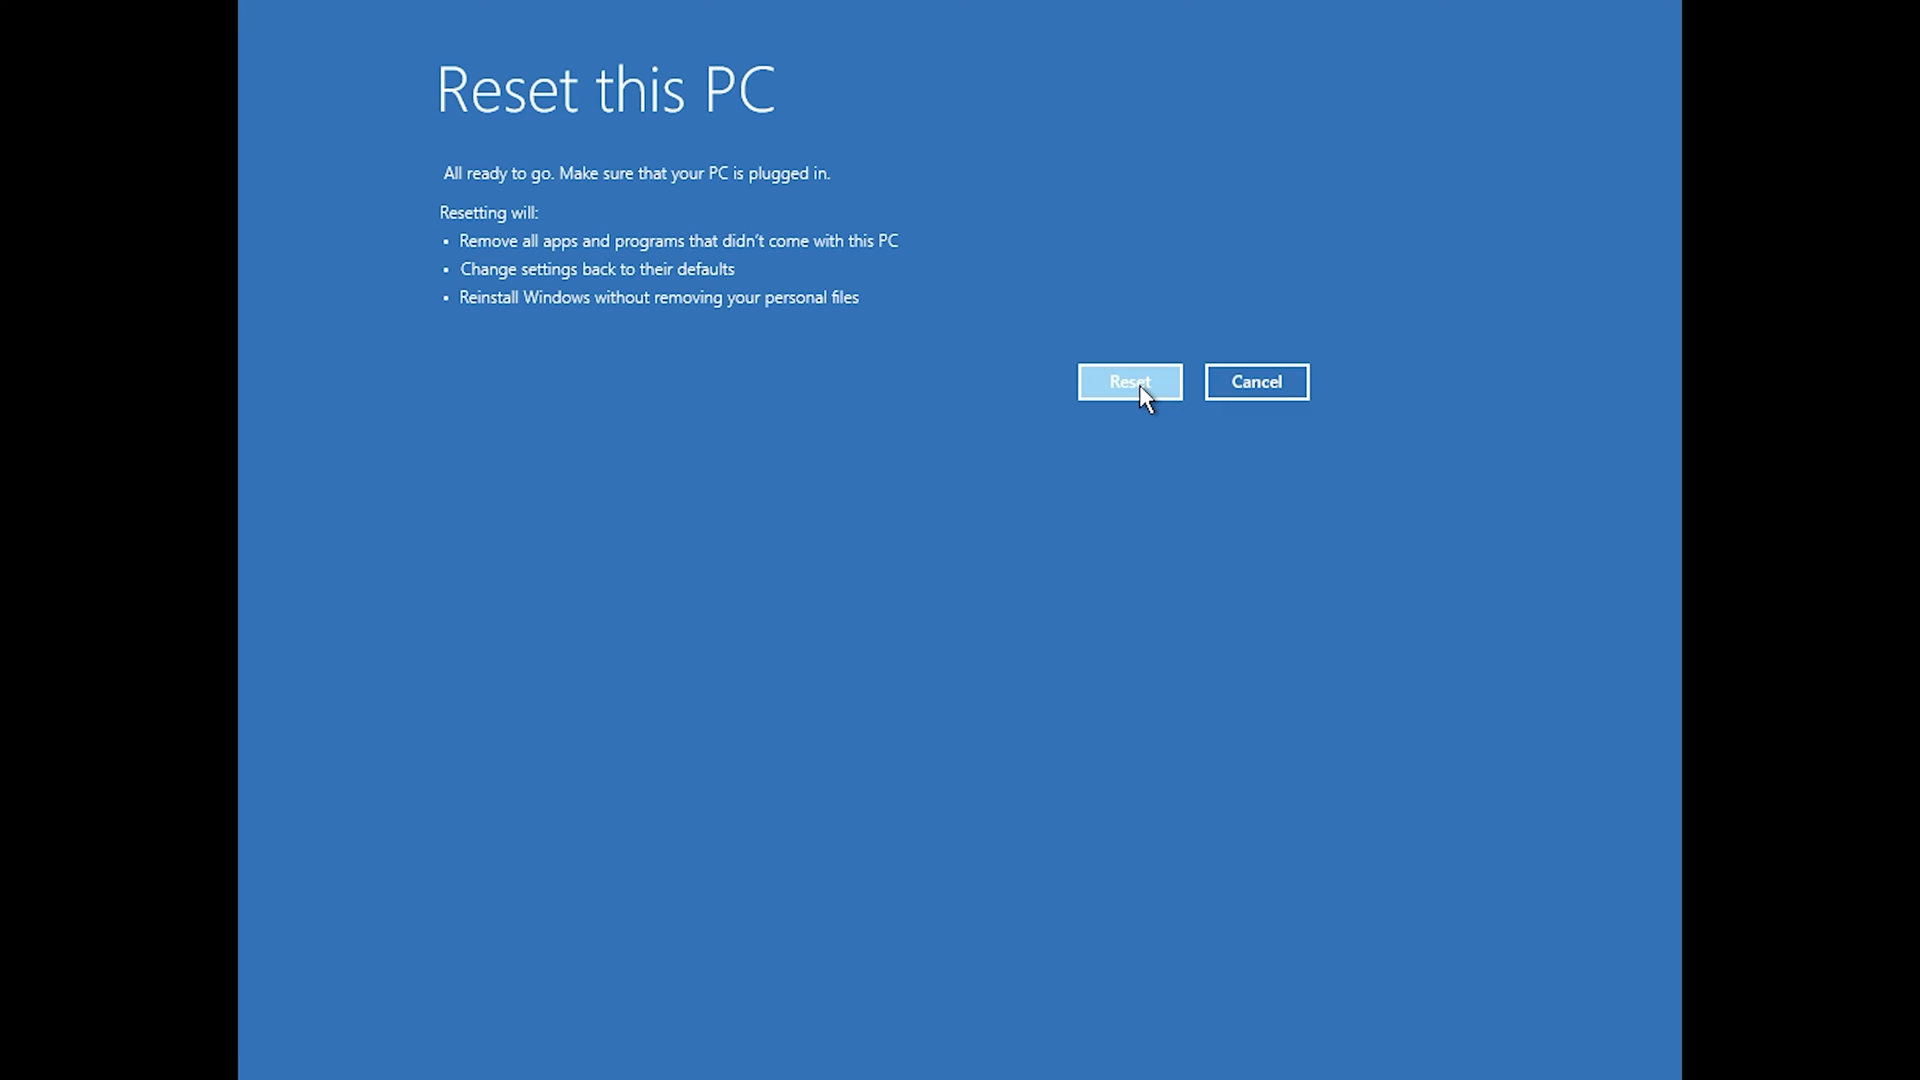 Reset this PC
All ready to go. Make sure that your PC is plugged in.
Resetting will:
▪ Remove all apps and programs that didn't come with this PC
▪ Change settings back to their defaults
▪ Reinstall Windows without removing your personal files
Reset Cancel